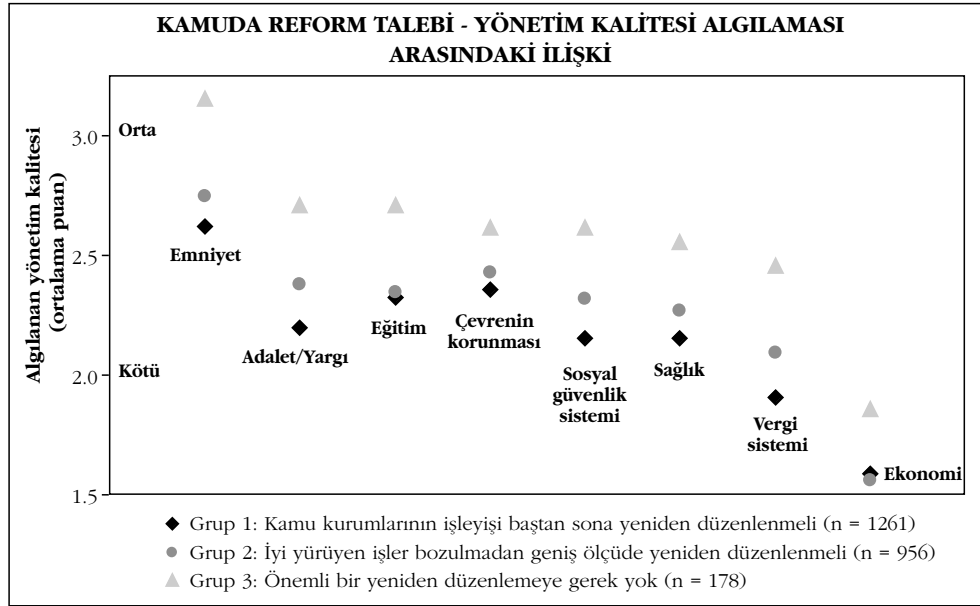 KAMUDA REFORM TALEBİ - YÖNETİM KALİTESİ ALGILAMASI
ARASINDAKİ İLİŞKİ
Algılanan yönetim kalitesi
(ortalama puan)
3.0
2.5
2.0
1.5
Orta
Kötü
Emniyet
Adalet/Yargı
Eğitim
Çevrenin
korunması
Sosyal
güvenlik
sistemi
Sağlık
Vergi
sistemi
Ekonomi
Grup 1: Kamu kurumlarının işleyişi baştan sona yeniden düzenlenmeli (n = 1261)
Grup 2: İyi yürüyen işler bozulmadan geniş ölçüde yeniden düzenlenmeli (n = 956)
Grup 3: Önemli bir yeniden düzenlemeye gerek yok (n = 178)